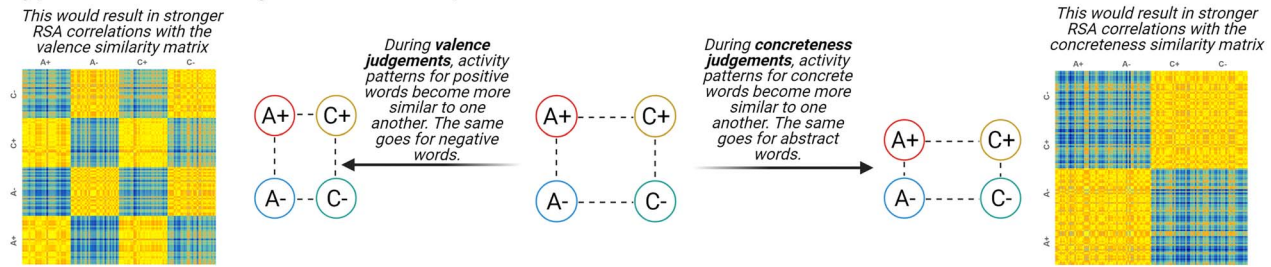 This would result in stronger
RSA correlations with the
valence similarity matrix
A+ A- C+ C-
C-
C+
A-
A+
A+ C+
A- C-
During valence
judgements, activity
patterns for positive
words become more
similar to one
another. The same
goes for negative
words.
A+ C+
A- C-
During concreteness
judgements, activity
patterns for concrete
words become more
similar to one
another. The same
goes for abstract
words.
A+ C+
A- C-
This would result in stronger
RSA correlations with the
concreteness similarity matrix
A+ A- C+ C-
C-
C+
A-
A+